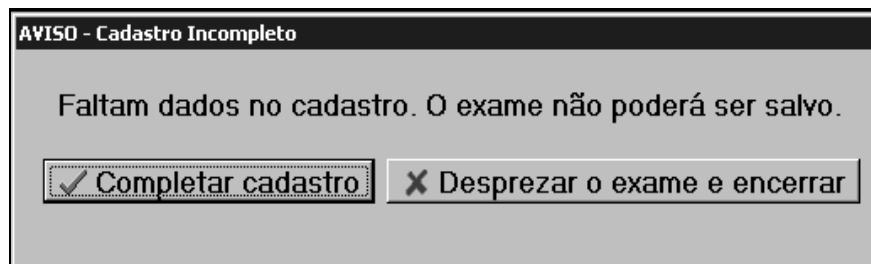 AVISO - Cadastro Incompleto
Faltam dados no cadastro. O exame não poderá ser salvo.
Completar cadastro
Desprezar o exame e encerrar